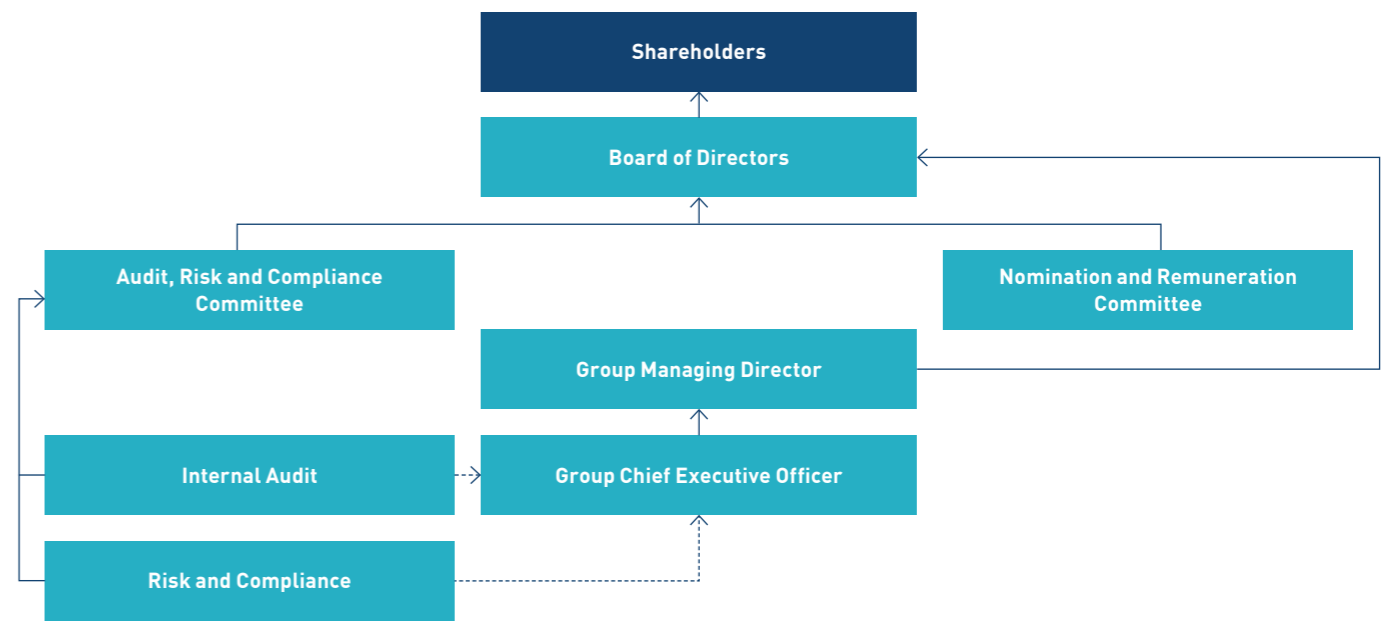 Shareholders
Board of Directors
Audit, Risk and Compliance
Committee
Nomination and Remuneration
Committee
Group Managing Director
Internal Audit
Group Chief Executive Officer
Risk and Compliance